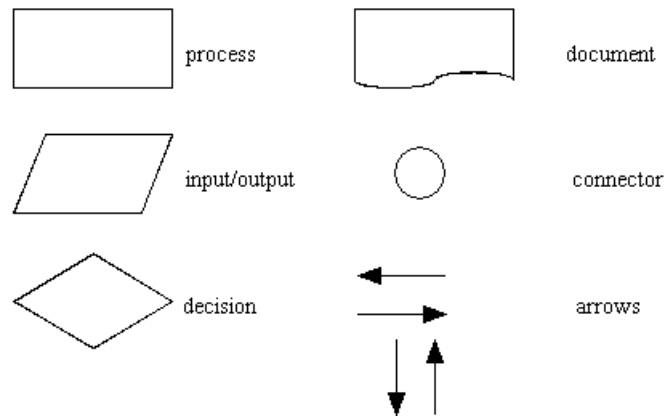 process
document
input/output
connector
decision
arrows